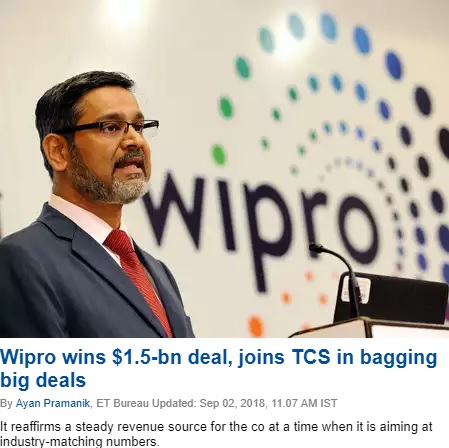 wipro
Wipro wins $1.5-bn deal, joins TCS in bagging
big deals
By Ayan Pramanik, ET Bureau Updated: Sep 02, 2018, 11.07 AM IST
It reaffirms a steady revenue source for the co at a time when it is aiming at
industry-matching numbers.